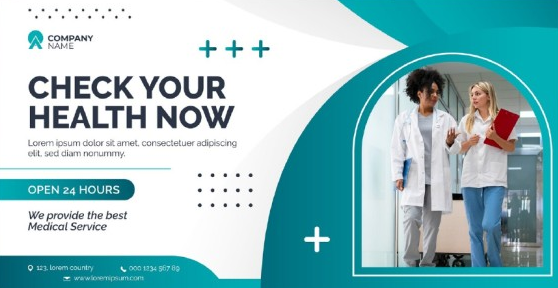 COMPANY
NAME
CHECK YOUR
HEALTH NOW
Lorem ipsum dolor sit amet, consectetuer adipiscing
elit, sed diam nonummy.
OPEN 24 HOURS
We provide the best
Medical Service
123, lorem country
000 1234 567 89
www.loremipsum.com